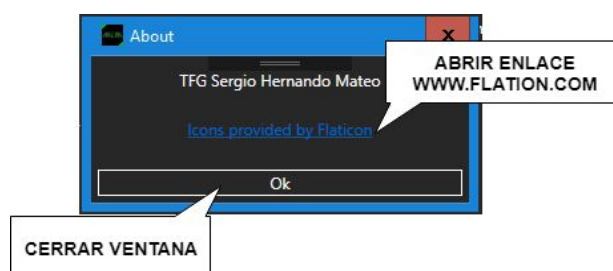 About
X
TFG Sergio Hernando Mateo
ABRIR ENLACE
WWW.FLATION.COM
Icons provided by Flaticon
Ok
CERRAR VENTANA